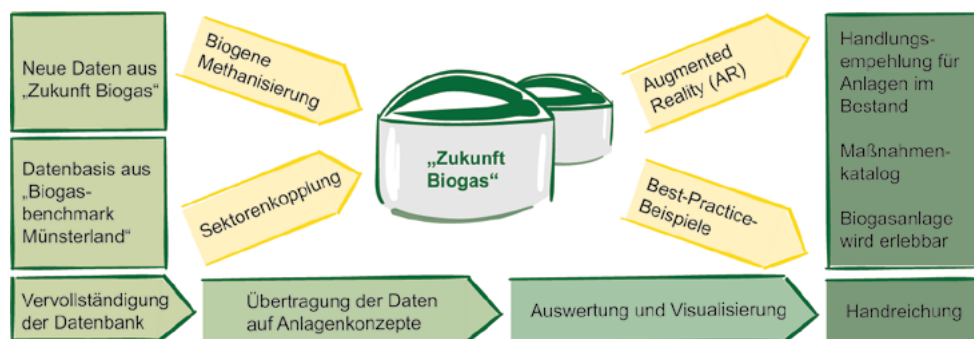 Neue Daten aus
„Zukunft Biogas“
Datenbasis aus
„Biogas-
benchmark
Münsterland“
Biogene
Methanisierung
Sektorenkopplung
„Zukunft
Biogas“
Augmented
Reality (AR)
Best-Practice-
Beispiele
Handlungs-
empehlung für
Anlagen im
Bestand
Maßnahmen-
katalog
Biogasanlage
wird erlebbar
Vervollständigung
der Datenbank
Übertragung der Daten
auf Anlagenkonzepte
Auswertung und Visualisierung
Handreichung